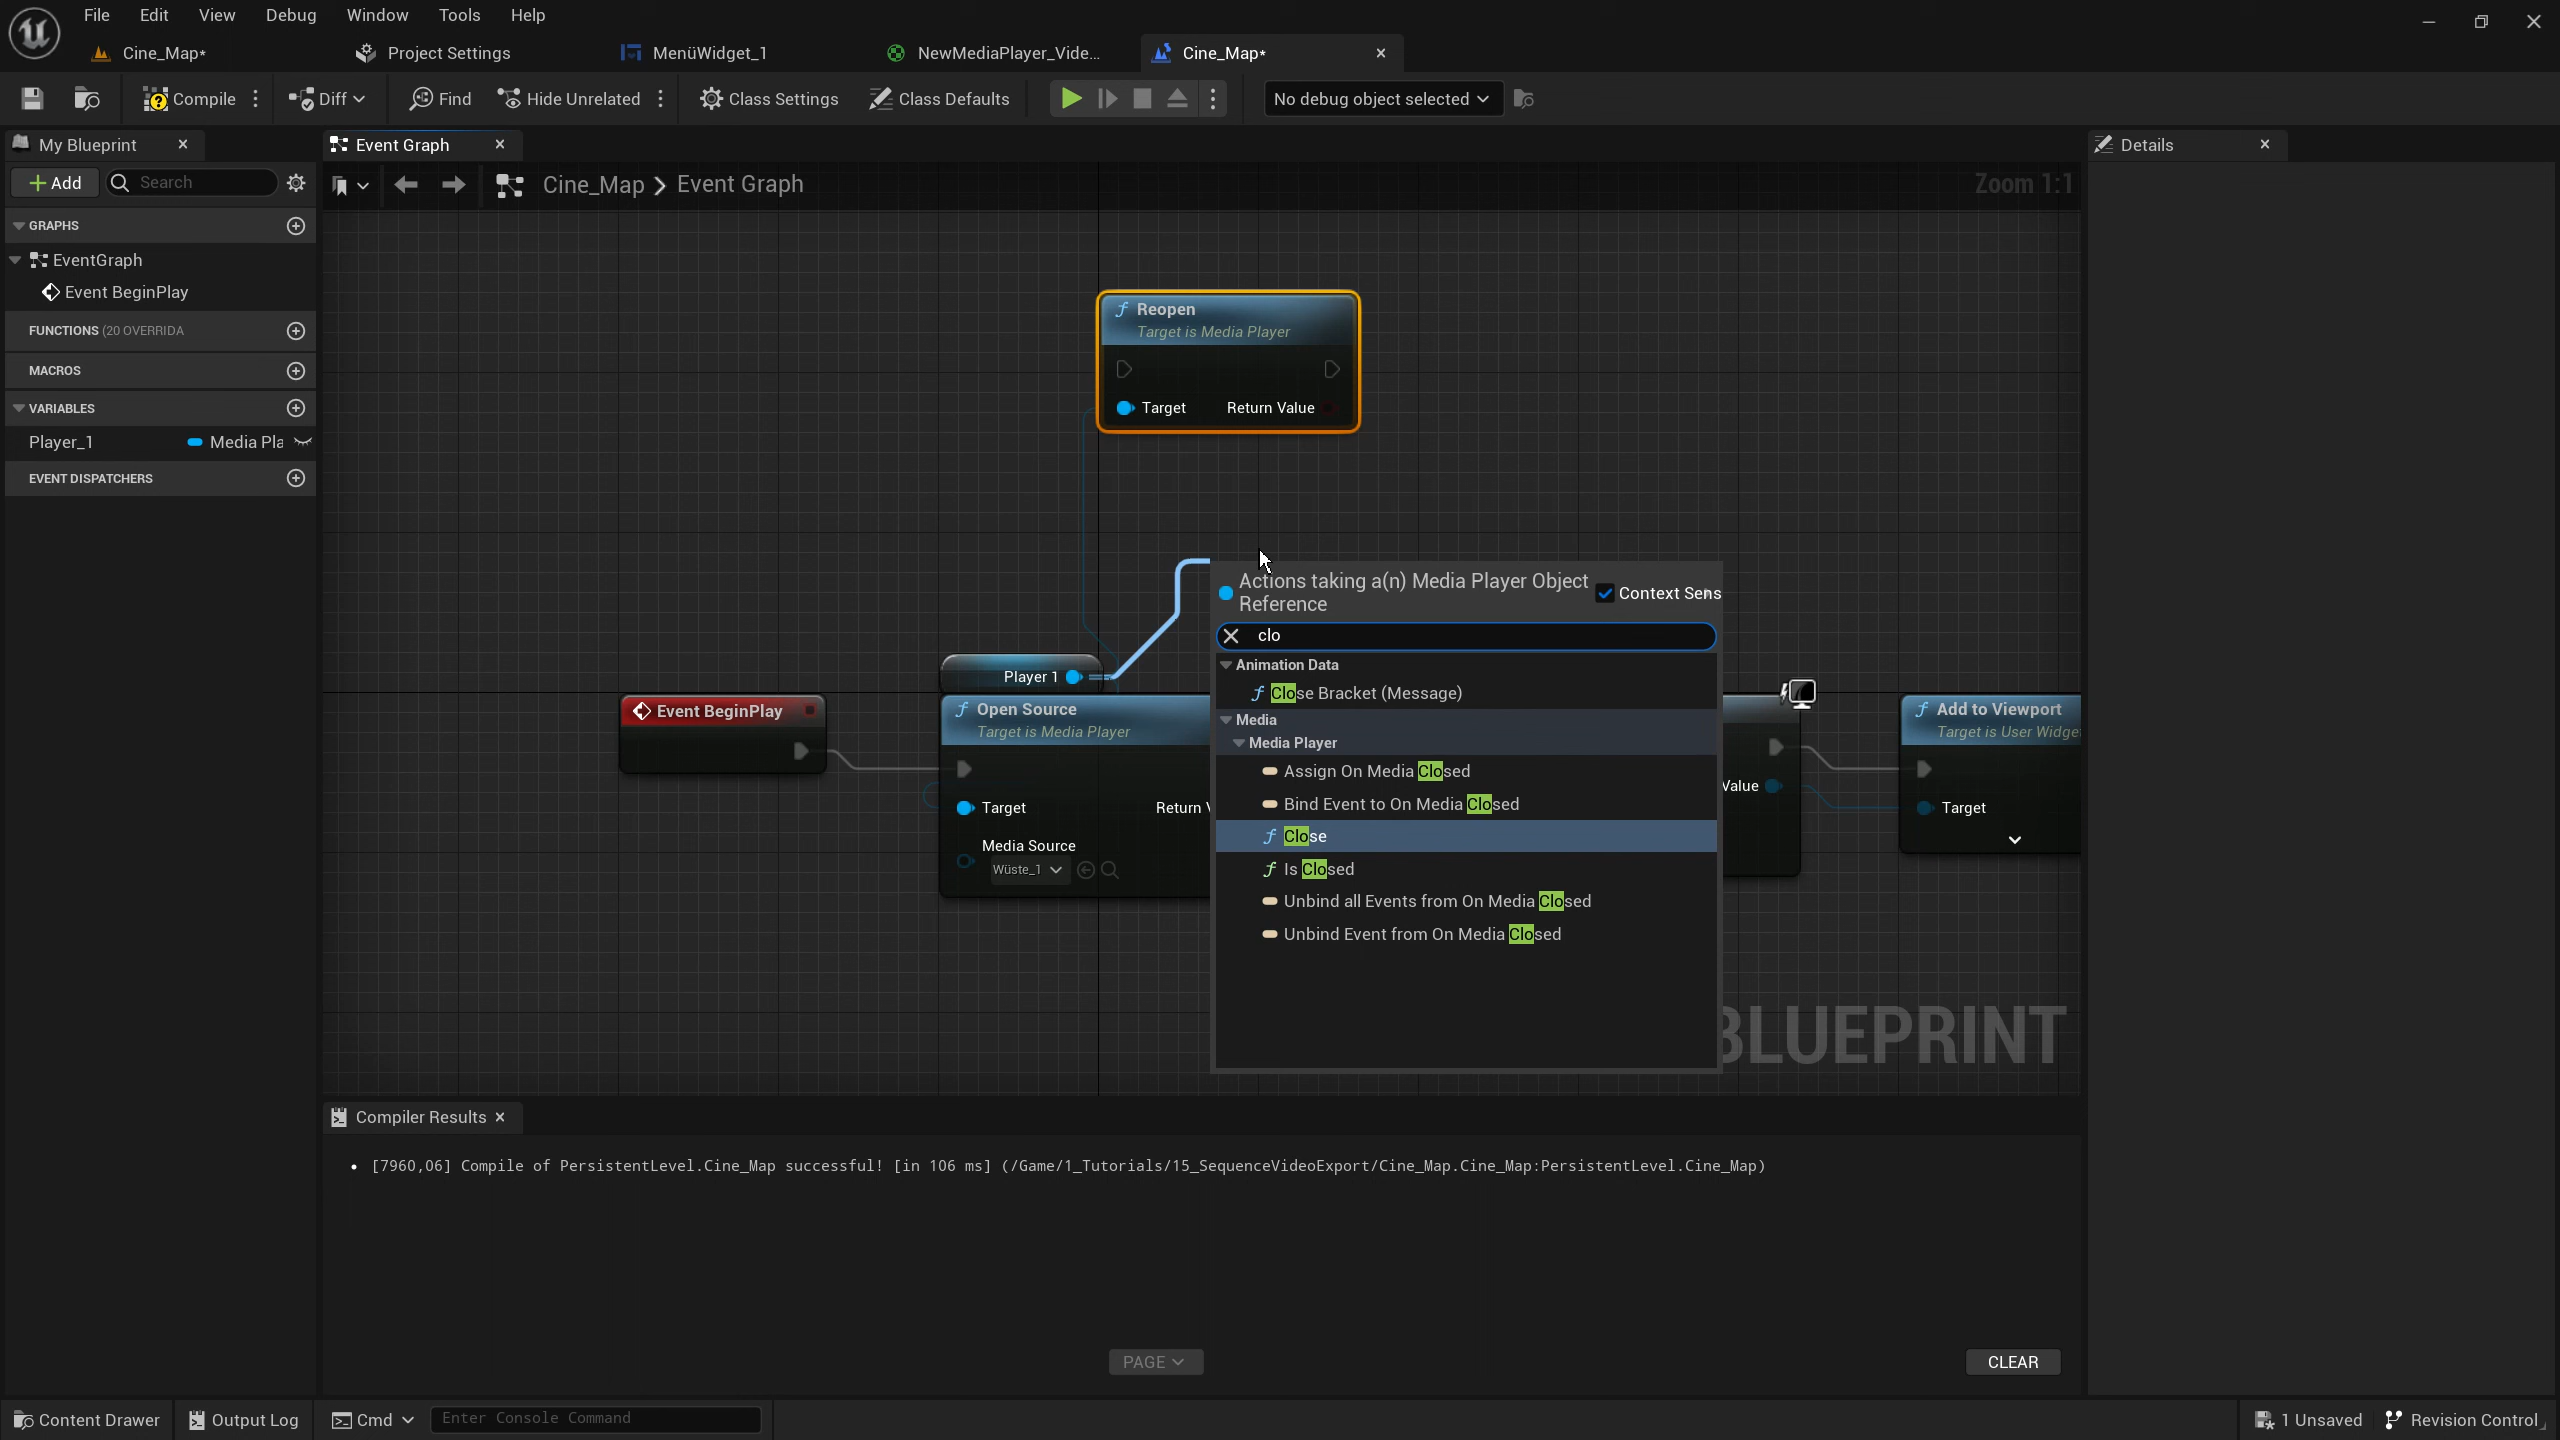 File Edit View Debug Window Tools Help
Cine_Map* Project Settings MenüWidget_1 NewMediaPlayer_Vide... Cine_Map*
Compile Diff Find Hide Unrelated Class Settings Class Defaults No debug object selected
My Blueprint Event Graph Details
Add Search Cine_Map > Event Graph Zoom 1:1
GRAPHS
EventGraph
Event BeginPlay
FUNCTIONS (20 OVERRIDA
MACROS
VARIABLES
Player_1 Media Pla
EVENT DISPATCHERS
Reopen
Target is Media Player
Target Return Value
Actions taking a(n) Media Player Object
Reference
Context Sens
clo
Animation Data
Close Bracket (Message)
Media
Media Player
Assign On Media Closed
Bind Event to On Media Closed
Close
Is Closed
Unbind all Events from On Media Closed
Unbind Event from On Media Closed
Player 1
Event BeginPlay
Open Source
Target is Media Player
Target Return V
Media Source
Wüste_1
Value
Add to Viewport
Target is User Widge
Target
BLUEPRINT
Compiler Results
• [7960,06] Compile of PersistentLevel.Cine_Map successful! [in 106 ms] (/Game/1_Tutorials/15_SequenceVideoExport/Cine_Map.Cine_Map:PersistentLevel.Cine_Map)
PAGE CLEAR
Content Drawer Output Log Cmd Enter Console Command 1 Unsaved Revision Control